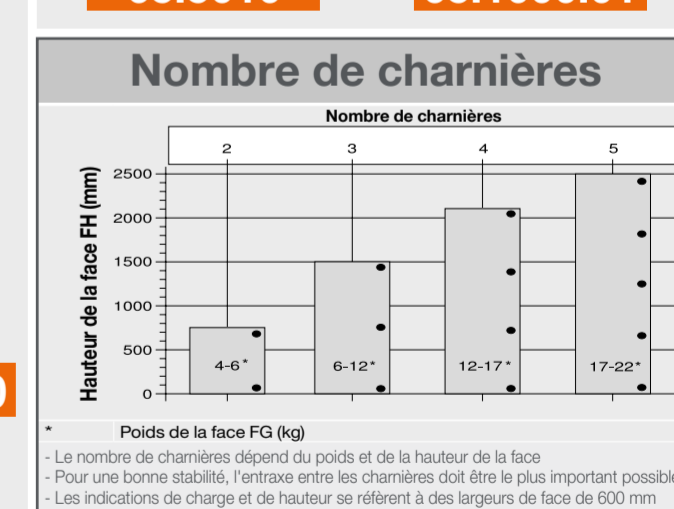 Nombre de charnières
Nombre de charnières
2 3 4 5
Hauteur de la face FH (mm)
2500
2000
1500
1000
500
0
4-6* 6-12* 12-17* 17-22*
* Poids de la face FG (kg)
- Le nombre de charnières dépend du poids et de la hauteur de la face
- Pour une bonne stabilité, l'entraxe entre les charnières doit être le plus important possible
- Les indications de charge et de hauteur se réfèrent à des largeurs de face de 600 mm